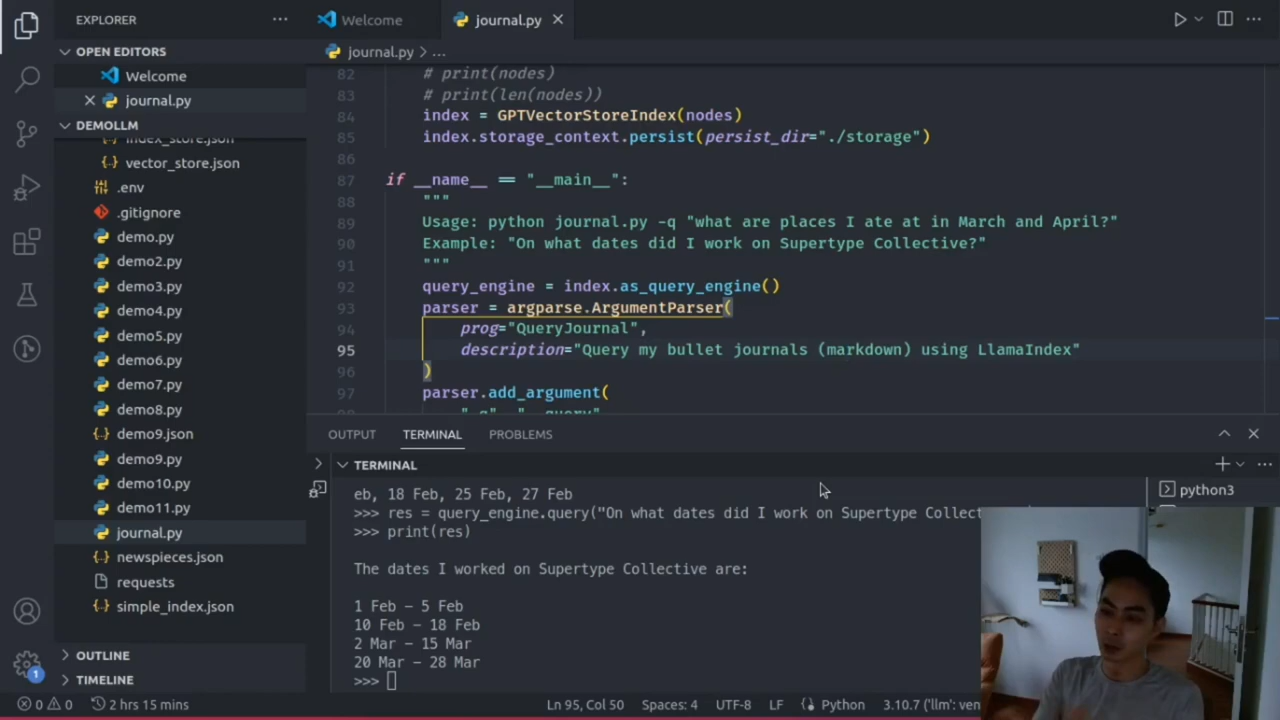 EXPLORER
Welcome
journal.py
OPEN EDITORS
Welcome
journal.py
DEMOLLM
index_store.json
vector_store.json
.env
.gitignore
demo.py
demo2.py
demo3.py
demo4.py
demo5.py
demo6.py
demo7.py
demo8.py
demo9.json
demo9.py
demo10.py
demo11.py
journal.py
newspieces.json
requests
simple_index.json
OUTLINE
TIMELINE
journal.py > ...
82 # print(nodes)
83 # print(len(nodes))
84 index = GPTVectorStoreIndex(nodes)
85 index.storage_context.persist(persist_dir="./storage")
86
87 if __name__ == "__main__":
88 """
89 Usage: python journal.py -q "what are places I ate at in March and April?"
90 Example: "On what dates did I work on Supertype Collective?"
91 """
92 query_engine = index.as_query_engine()
93 parser = argparse.ArgumentParser(
94 prog="QueryJournal",
95 description="Query my bullet journals (markdown) using LlamaIndex"
96 )
97 parser.add_argument(
98 "-q", "--query",
OUTPUT TERMINAL PROBLEMS
TERMINAL
python3
eb, 18 Feb, 25 Feb, 27 Feb
>>> res = query_engine.query("On what dates did I work on Supertype Collect
>>> print(res)
The dates I worked on Supertype Collective are:
1 Feb – 5 Feb
10 Feb – 18 Feb
2 Mar – 15 Mar
20 Mar – 28 Mar
>>>
1
0 0 2 hrs 15 mins Ln 95, Col 50 Spaces: 4 UTF-8 LF Python 3.10.7 ('llm': ven